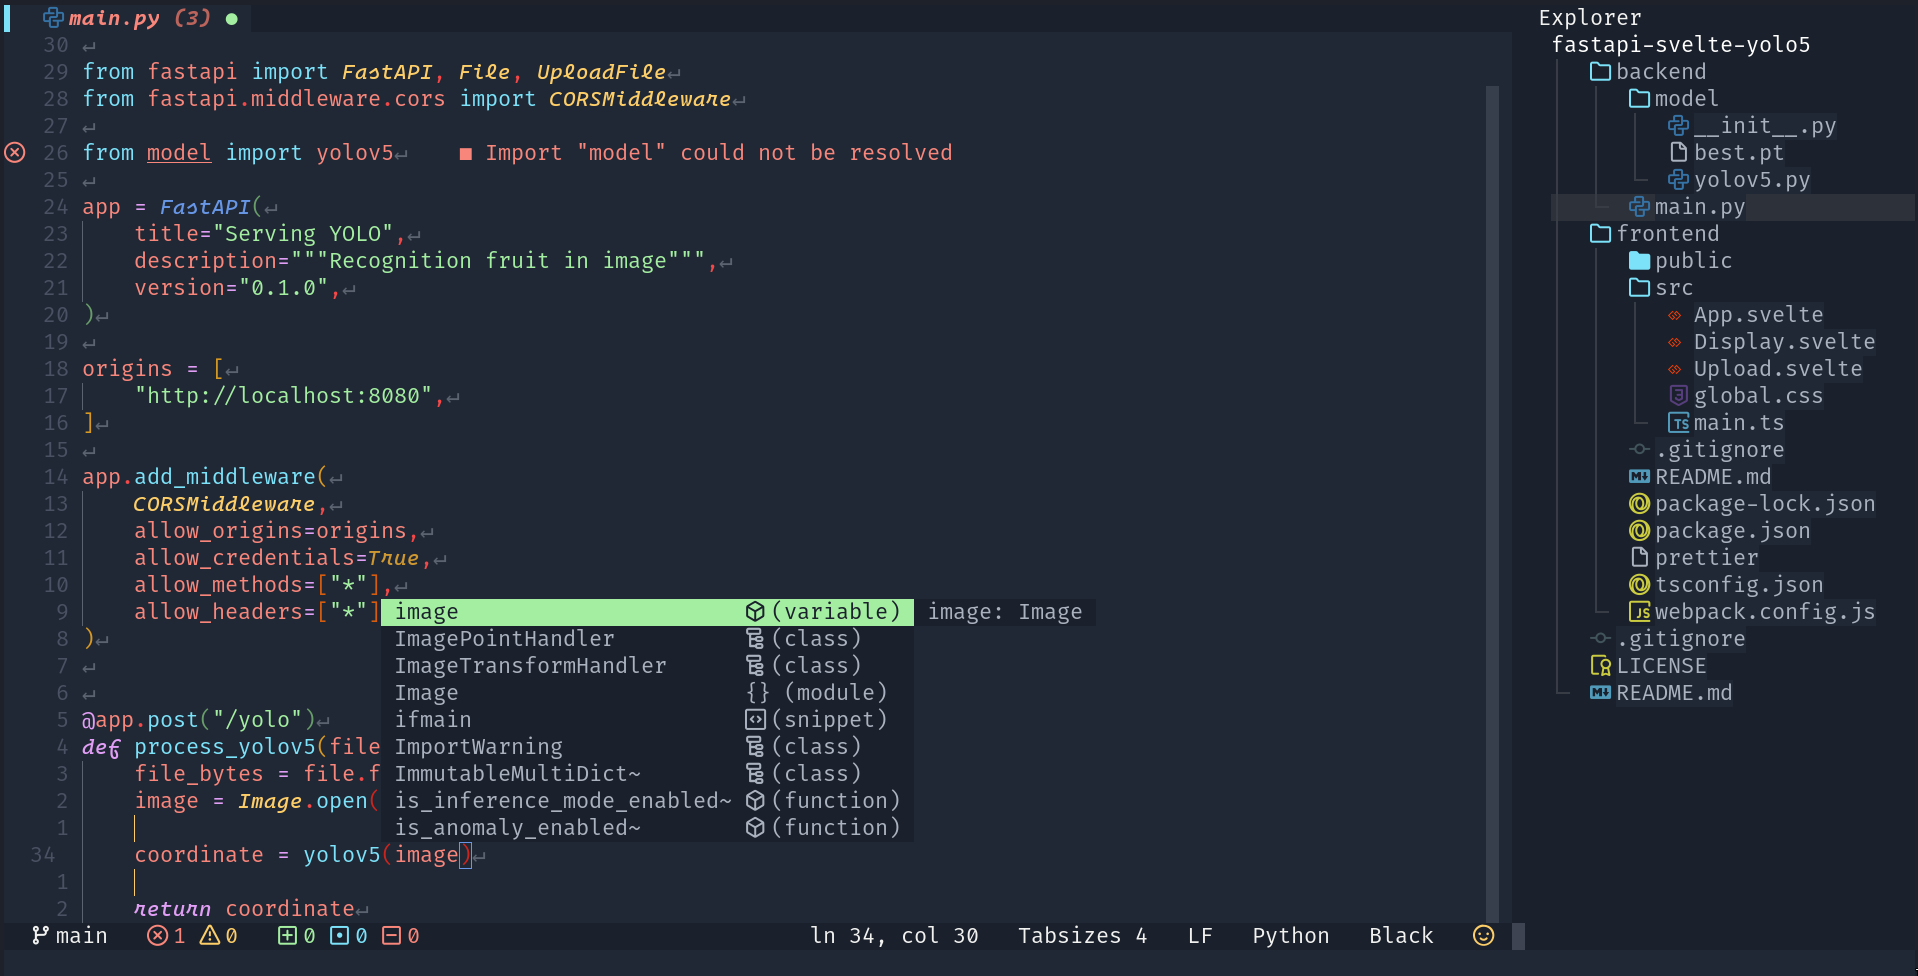 main.py (3) ●
30 ↵
29 from fastapi import FastAPI, File, UploadFile↵
28 from fastapi.middleware.cors import CORSMiddleware↵
27 ↵
26 from model import yolov5↵ ■ Import "model" could not be resolved
25 ↵
24 app = FastAPI(↵
23 title="Serving YOLO",↵
22 description="""Recognition fruit in image""",↵
21 version="0.1.0",↵
20 )↵
19 ↵
18 origins = [↵
17 "http://localhost:8080",↵
16 ]↵
15 ↵
14 app.add_middleware(↵
13 CORSMiddleware,↵
12 allow_origins=origins,↵
11 allow_credentials=True,↵
10 allow_methods=["*"],↵
9 allow_headers=["*"]
8 )↵
7 ↵
6 ↵
5 @app.post("/yolo")↵
4 def process_yolov5(file
3 file_bytes = file.f
2 image = Image.open(
1
34 coordinate = yolov5(image)↵
1
2 return coordinate↵
image (variable) image: Image
ImagePointHandler (class)
ImageTransformHandler (class)
Image {} (module)
ifmain (snippet)
ImportWarning (class)
ImmutableMultiDict~ (class)
is_inference_mode_enabled~ (function)
is_anomaly_enabled~ (function)
main 1 0 0 0 0 ln 34, col 30 Tabsizes 4 LF Python Black
Explorer
fastapi-svelte-yolo5
backend
model
__init__.py
best.pt
yolov5.py
main.py
frontend
public
src
App.svelte
Display.svelte
Upload.svelte
global.css
TS main.ts
.gitignore
README.md
package-lock.json
package.json
prettier
tsconfig.json
JS webpack.config.js
.gitignore
LICENSE
README.md